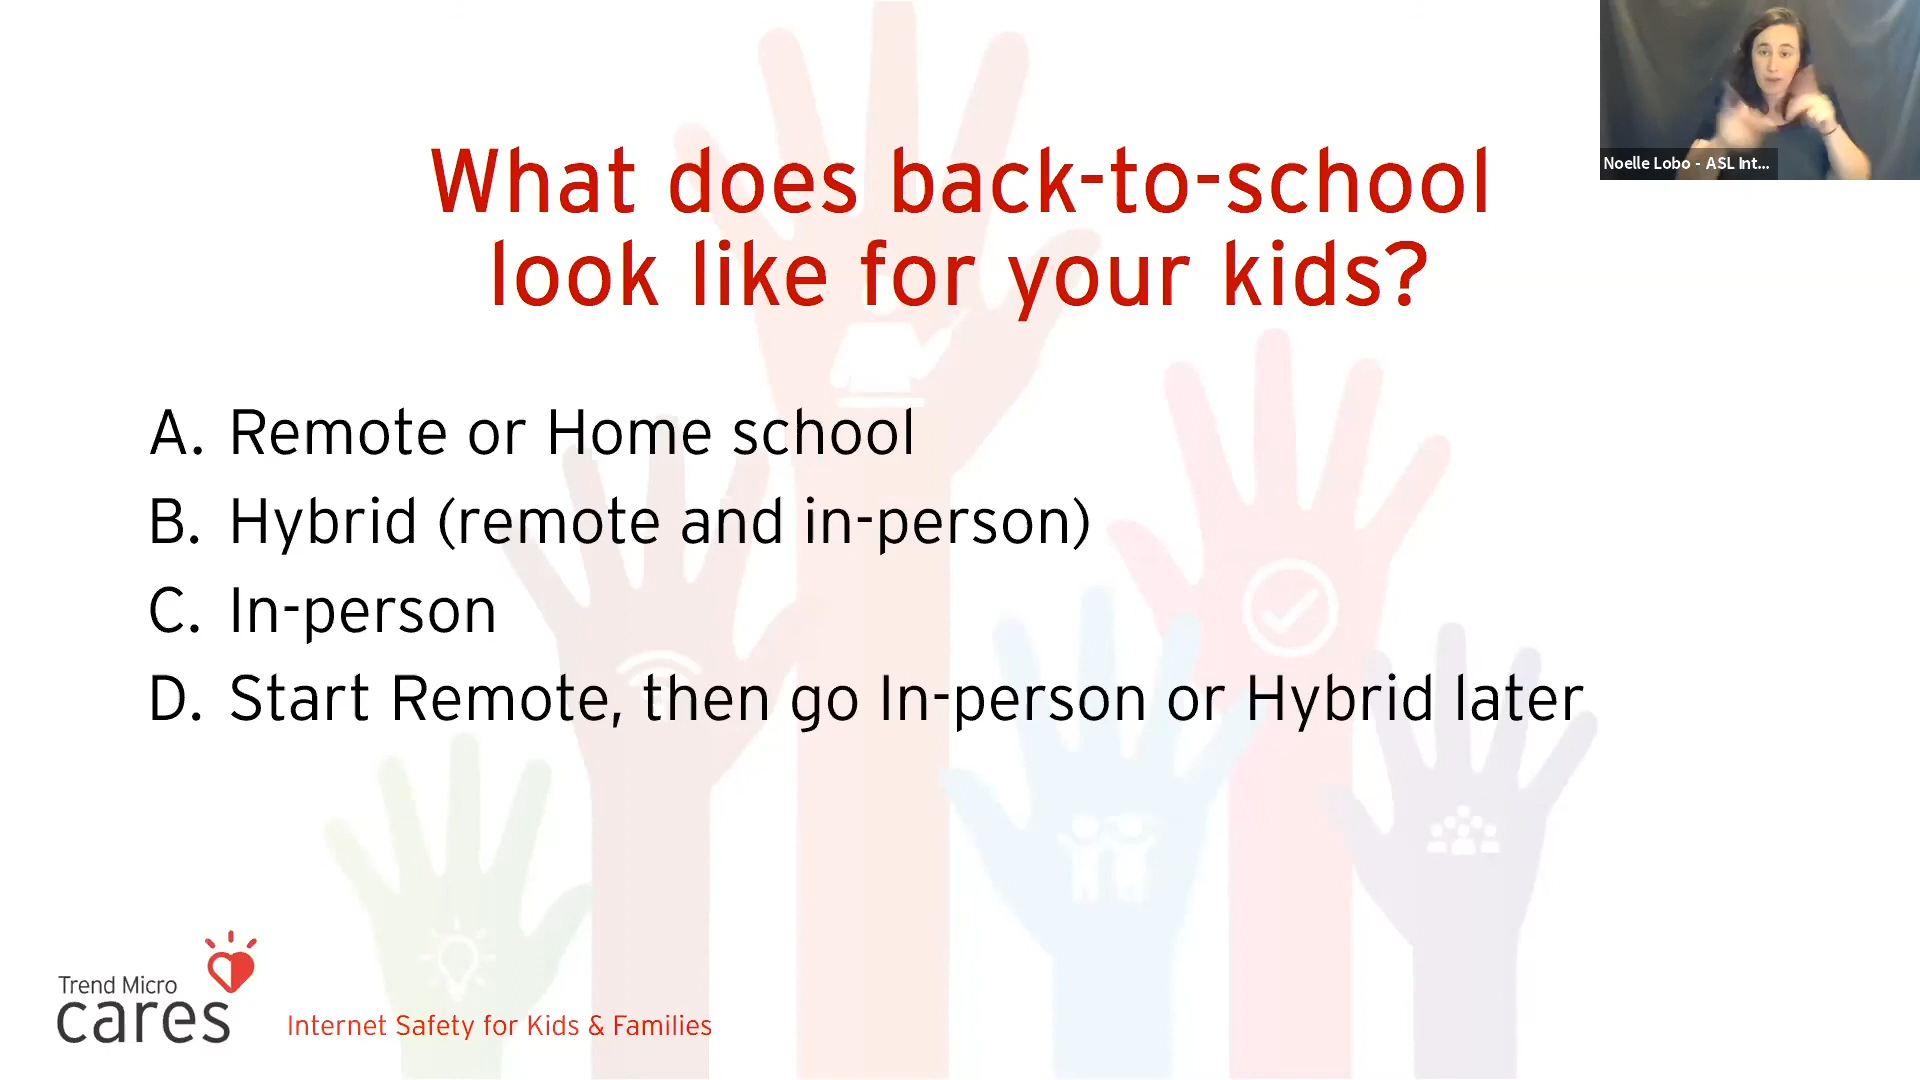 What does back-to-school
look like for your kids?
A. Remote or Home school
B. Hybrid (remote and in-person)
C. In-person
D. Start Remote, then go In-person or Hybrid later
Noelle Lobo - ASL Int...
Trend Micro
cares
Internet Safety for Kids & Families